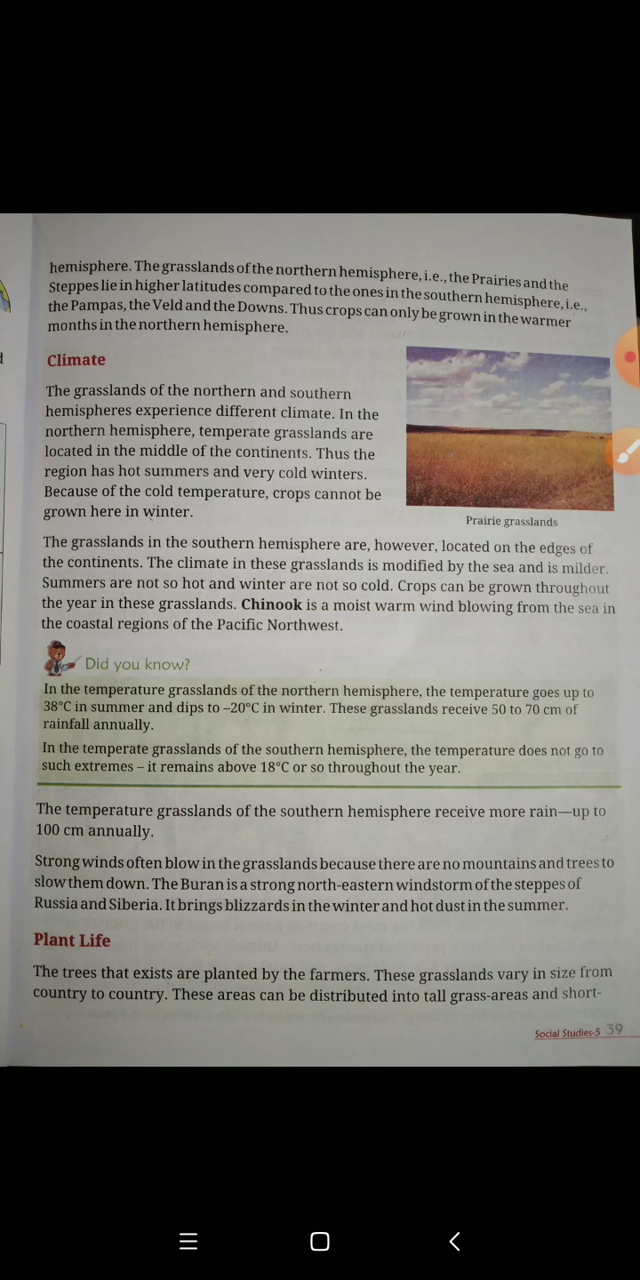 hemisphere. The grasslands of the northern hemisphere, i.e., the Prairies and the
Steppes lie in higher latitudes compared to the ones in the southern hemisphere, i.e.,
the Pampas, the Veld and the Downs. Thus crops can only be grown in the warmer
months in the northern hemisphere.
Climate
The grasslands of the northern and southern
hemispheres experience different climate. In the
northern hemisphere, temperate grasslands are
located in the middle of the continents. Thus the
region has hot summers and very cold winters.
Because of the cold temperature, crops cannot be
grown here in winter.
Prairie grasslands
The grasslands in the southern hemisphere are, however, located on the edges of
the continents. The climate in these grasslands is modified by the sea and is milder.
Summers are not so hot and winter are not so cold. Crops can be grown throughout
the year in these grasslands. Chinook is a moist warm wind blowing from the sea in
the coastal regions of the Pacific Northwest.
Did you know?
In the temperature grasslands of the northern hemisphere, the temperature goes up to
38°C in summer and dips to –20°C in winter. These grasslands receive 50 to 70 cm of
rainfall annually.
In the temperate grasslands of the southern hemisphere, the temperature does not go to
such extremes – it remains above 18°C or so throughout the year.
The temperature grasslands of the southern hemisphere receive more rain—up to
100 cm annually.
Strong winds often blow in the grasslands because there are no mountains and trees to
slow them down. The Buran is a strong north-eastern windstorm of the steppes of
Russia and Siberia. It brings blizzards in the winter and hot dust in the summer.
Plant Life
The trees that exists are planted by the farmers. These grasslands vary in size from
country to country. These areas can be distributed into tall grass-areas and short-
Social Studies-5 39